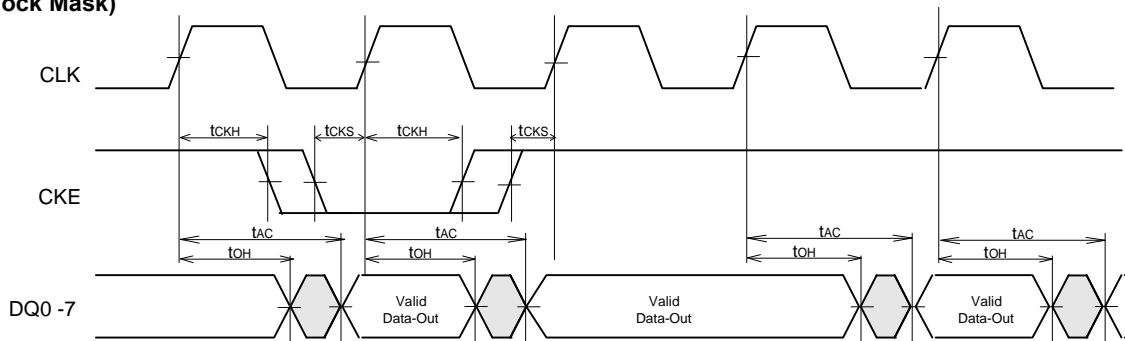 ock Mask)
CLK
tCKH tCKS tCKH tCKS
CKE
tAC tAC tAC tAC
tOH tOH tOH tOH
DQ0 -7
Valid
Data-Out
Valid
Data-Out
Valid
Data-Out